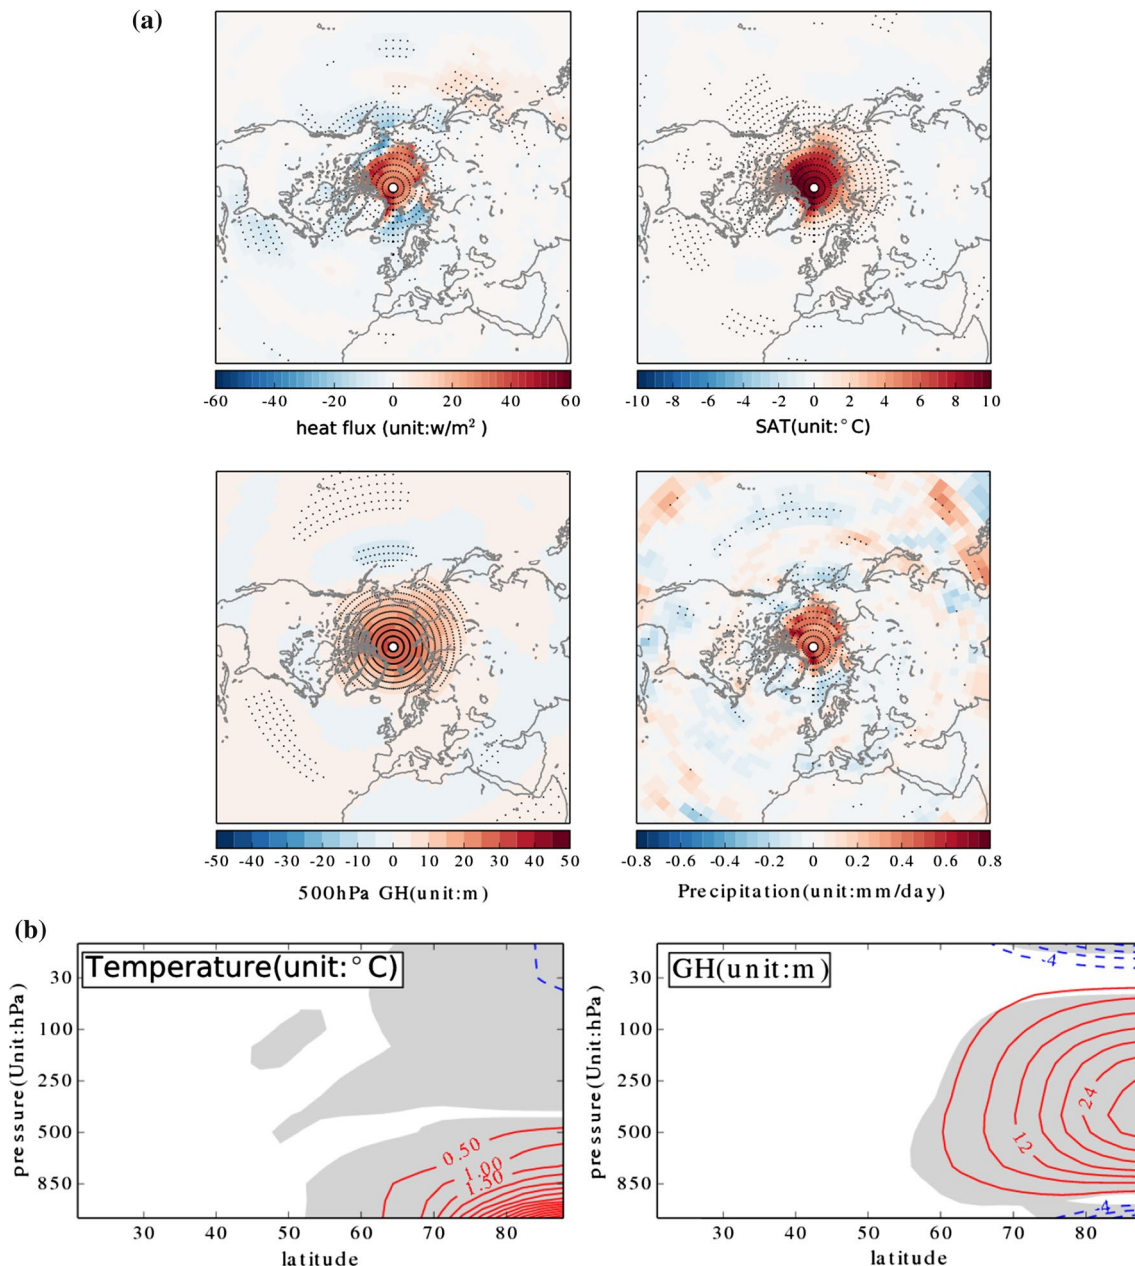 (a)
-60 -40 -20 0 20 40 60
heat flux (unit:w/m²)
-10 -8 -6 -4 -2 0 2 4 6 8 10
SAT(unit:°C)
-50 -40 -30 -20 -10 0 10 20 30 40 50
500hPa GH(unit:m)
-0.8 -0.6 -0.4 -0.2 0 0.2 0.4 0.6 0.8
Precipitation(unit:mm/day)
(b)
Temperature(unit:°C)
pressure(Unit:hPa)
30
100
250
500
850
0.50
1.00
1.50
30 40 50 60 70 80
latitude
GH(unit:m)
pressure(Unit:hPa)
30
100
250
500
850
-4
24
12
-4
30 40 50 60 70 80
latitude